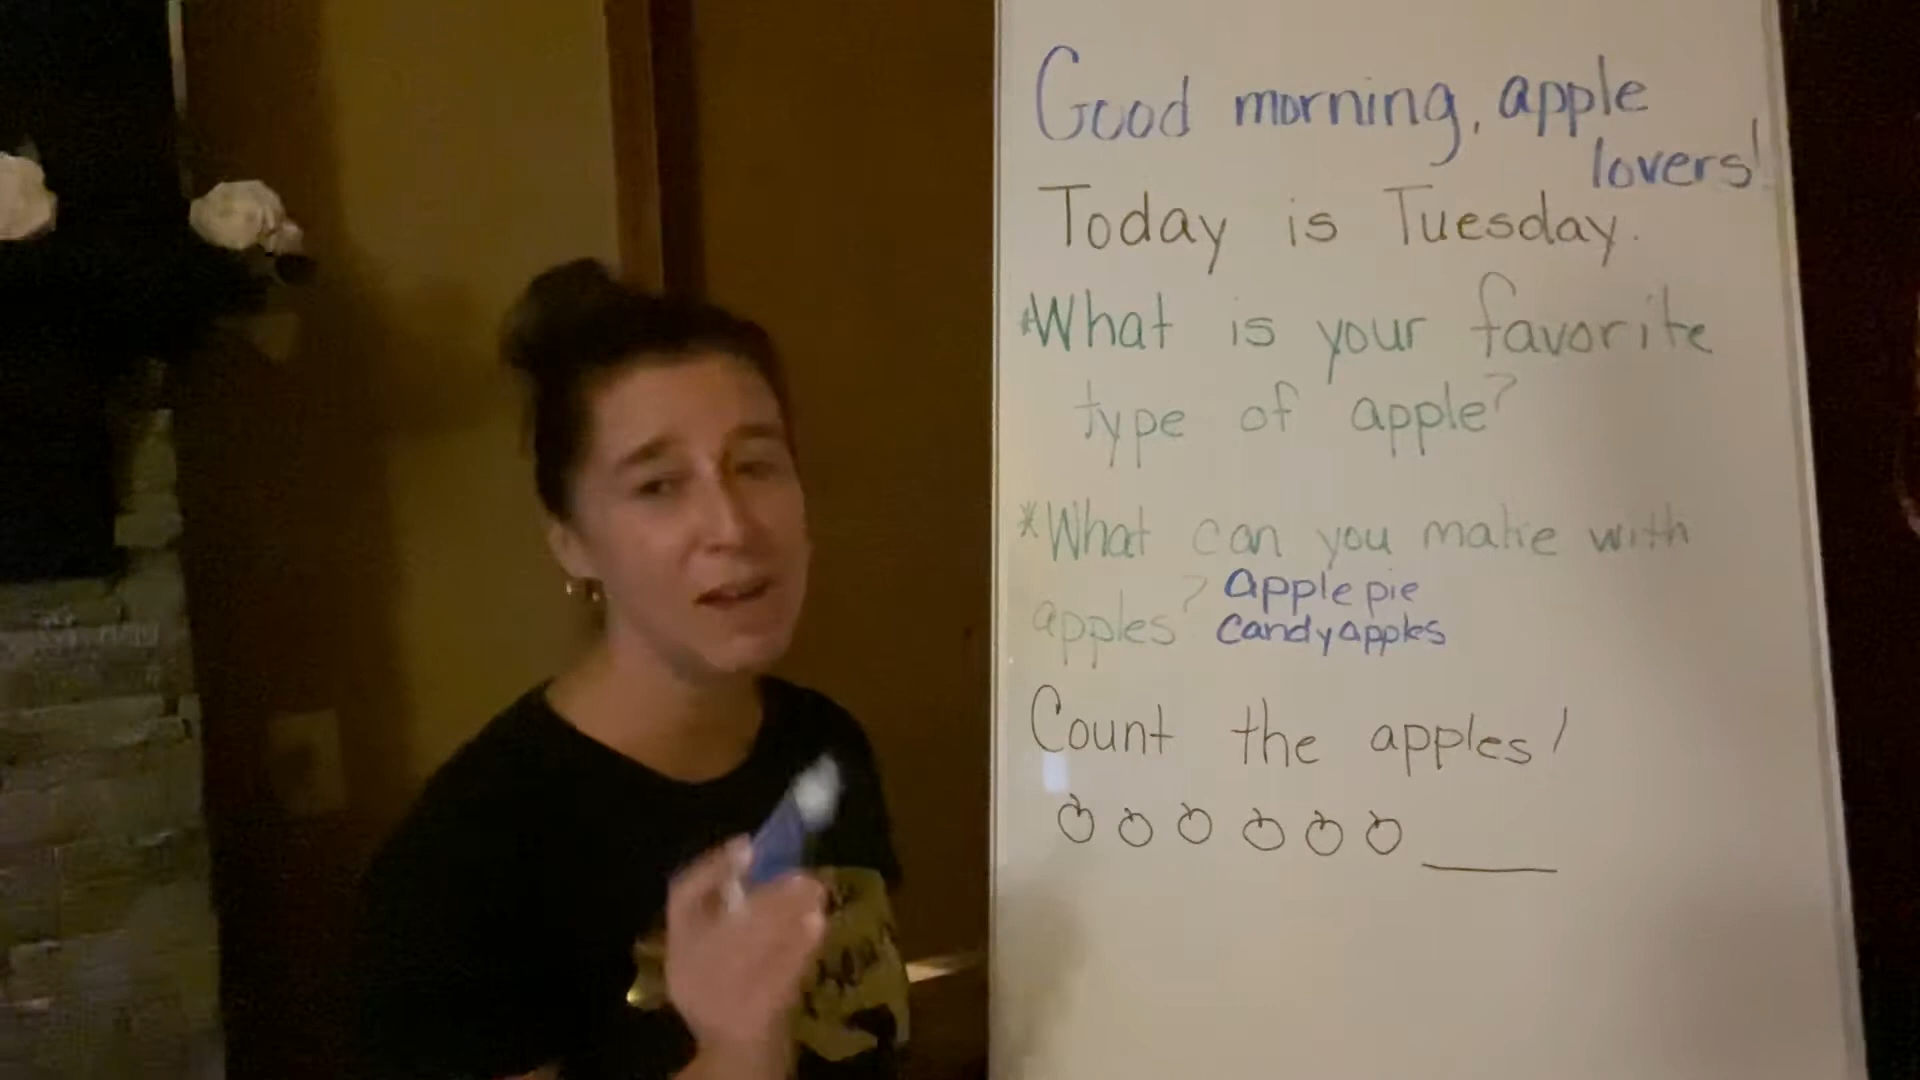 Good morning, apple
lovers!
Today is Tuesday.
*What is your favorite
type of apple?
*What can you make with
apples? apple pie
Candy apples
Count the apples!